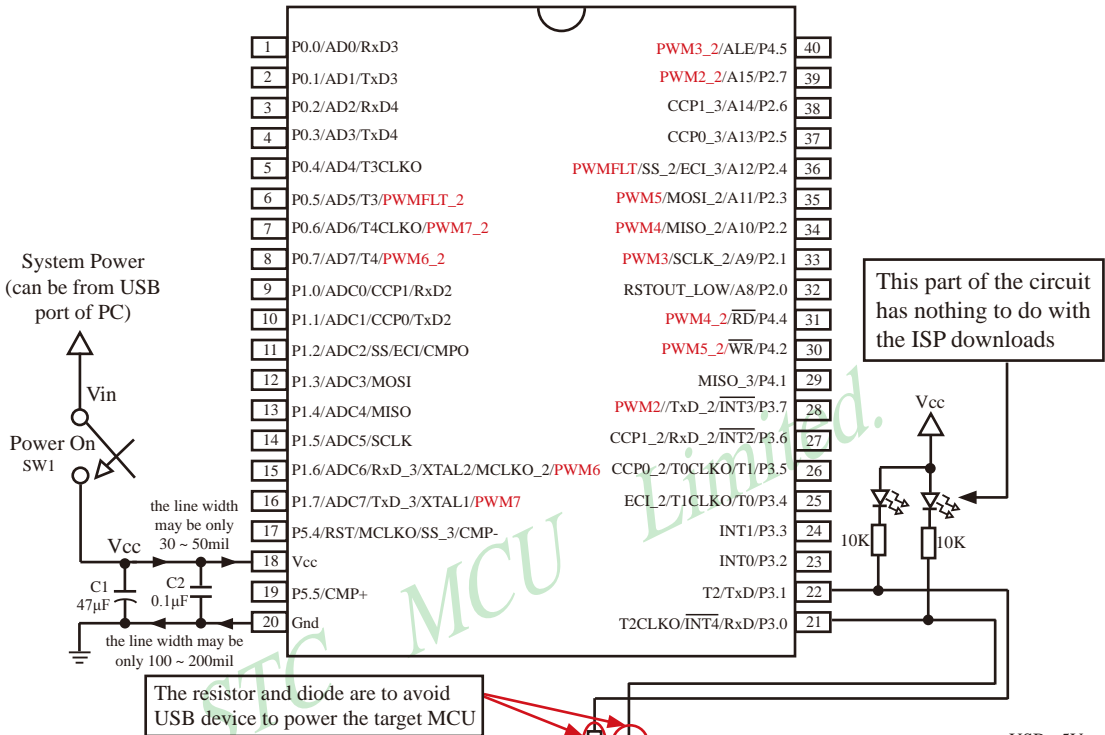 1 P0.0/AD0/RxD3
2 P0.1/AD1/TxD3
3 P0.2/AD2/RxD4
4 P0.3/AD3/TxD4
5 P0.4/AD4/T3CLKO
6 P0.5/AD5/T3/PWMFLT_2
7 P0.6/AD6/T4CLKO/PWM7_2
8 P0.7/AD7/T4/PWM6_2
9 P1.0/ADC0/CCP1/RxD2
10 P1.1/ADC1/CCP0/TxD2
11 P1.2/ADC2/SS/ECI/CMPO
12 P1.3/ADC3/MOSI
13 P1.4/ADC4/MISO
14 P1.5/ADC5/SCLK
15 P1.6/ADC6/RxD_3/XTAL2/MCLKO_2/PWM6
16 P1.7/ADC7/TxD_3/XTAL1/PWM7
17 P5.4/RST/MCLKO/SS_3/CMP-
18 Vcc
19 P5.5/CMP+
20 Gnd
PWM3_2/ALE/P4.5 40
PWM2_2/A15/P2.7 39
CCP1_3/A14/P2.6 38
CCP0_3/A13/P2.5 37
PWMFLT/SS_2/ECI_3/A12/P2.4 36
PWM5/MOSI_2/A11/P2.3 35
PWM4/MISO_2/A10/P2.2 34
PWM3/SCLK_2/A9/P2.1 33
RSTOUT_LOW/A8/P2.0 32
PWM4_2/RD/P4.4 31
PWM5_2/WR/P4.2 30
MISO_3/P4.1 29
PWM2//TxD_2/INT3/P3.7 28
CCP1_2/RxD_2/INT2/P3.6 27
CCP0_2/T0CLKO/T1/P3.5 26
ECI_2/T1CLKO/T0/P3.4 25
INT1/P3.3 24
INT0/P3.2 23
T2/TxD/P3.1 22
T2CLKO/INT4/RxD/P3.0 21
System Power
(can be from USB
port of PC)
Vin
Power On
SW1
the line width
may be only
30 ~ 50mil
Vcc
C1
47μF
C2
0.1μF
the line width may be
only 100 ~ 200mil
This part of the circuit
has nothing to do with
the ISP downloads
Vcc
10K
10K
STC MCU Limited.
The resistor and diode are to avoid
USB device to power the target MCU